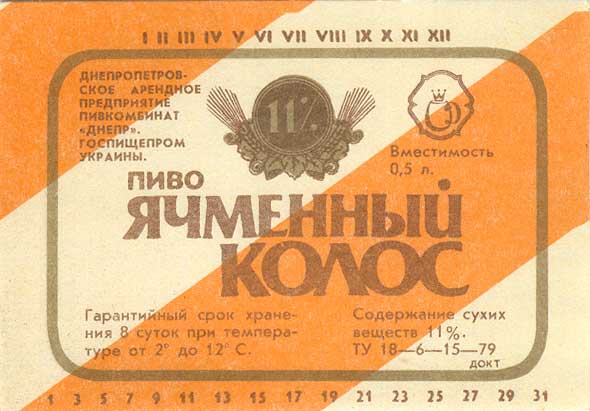 I II III IV V VI VII VIII IX X XI XII
ДНЕПРОПЕТРОВ-
СКОЕ АРЕНДНОЕ
ПРЕДПРИЯТИЕ
ПИВКОМБИНАТ
«ДНЕПР».
ГОСПИЩЕПРОМ
УКРАИНЫ.
11%
Вместимость
0,5 л.
ПИВО
ЯЧМЕННЫЙ
КОЛОС
Гарантийный срок хране-
ния 8 суток при темпера-
туре от 2° до 12° С.
Содержание сухих
веществ 11%.
ТУ 18—6—15—79
ДОКТ
1 3 5 7 9 11 13 15 17 19 21 23 25 27 29 31